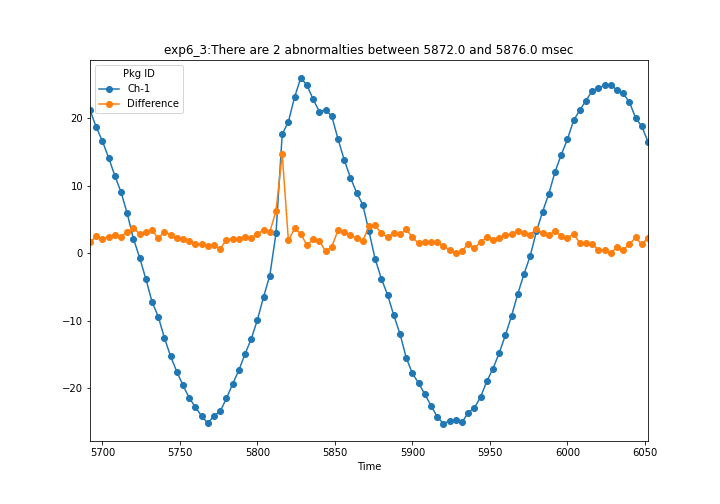 exp6_3:There are 2 abnormalties between 5872.0 and 5876.0 msec
Pkg ID
Ch-1
Difference
20
10
0
−10
−20
5700 5750 5800 5850 5900 5950 6000 6050
Time